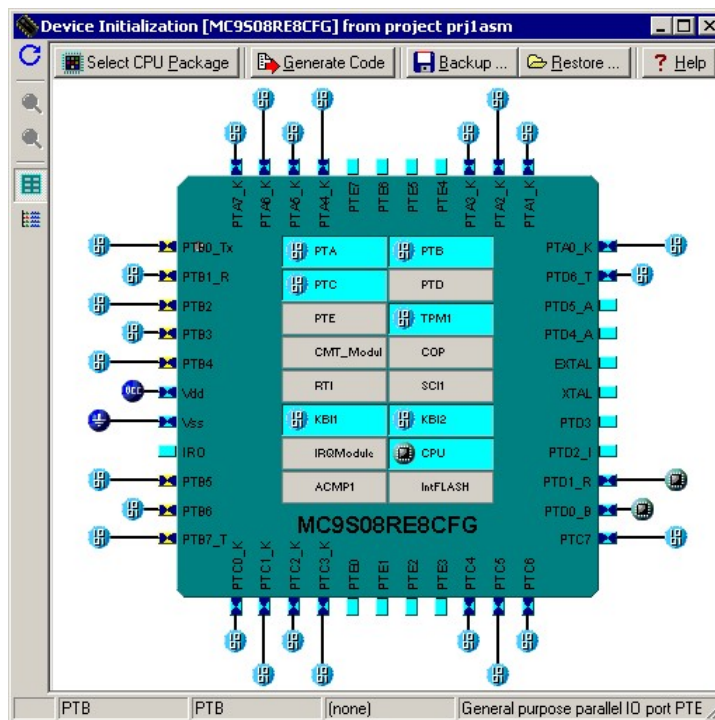 Device Initialization [MC9S08RE8CFG] from project prj1asm
Select CPU Package Generate Code Backup ... Restore ... ? Help
PTA7_K PTA6_K PTA5_K PTA4_K PTE7 PTE6 PTE5 PTE4 PTA3_K PTA2_K PTA1_K
PTB0_Tx PTA PTB PTA0_K
PTB1_R PTC PTD PTD6_T
PTB2 PTE TPM1 PTD5_A
PTB3 CMT_Modul COP PTD4_A
PTB4 RTI SCI1 EXTAL
VCC Vdd KBI1 KBI2 XTAL
Vss IRQModule CPU PTD3
IRQ ACMP1 IntFLASH PTD2_I
PTB5 PTD1_R
PTB6 PTD0_B
PTB7_T PTC7
MC9S08RE8CFG
PTC0_K PTC1_K PTC2_K PTC3_K PTE0 PTE1 PTE2 PTE3 PTC4 PTC5 PTC6
PTB PTB (none) General purpose parallel IO port PTE